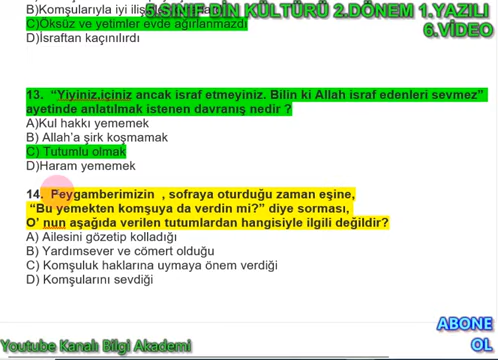 5.SINIF DİN KÜLTÜRÜ 2.DÖNEM 1.YAZILI
6.VİDEO
B)Komşularıyla iyi
C)Öksüz ve yetimler evde ağırlanmazdı
D)İsraftan kaçınılırdı
13. “Yiyiniz,içiniz ancak israf etmeyiniz. Bilin ki Allah israf edenleri sevmez”
ayetinde anlatılmak istenen davranış nedir ?
A)Kul hakkı yememek
B) Allah’a şirk koşmamak
C) Tutumlu olmak
D)Haram yememek
14. Peygamberimizin , sofraya oturduğu zaman eşine,
“Bu yemekten komşuya da verdin mi?” diye sorması,
O’ nun aşağıda verilen tutumlardan hangisiyle ilgili değildir?
A) Ailesini gözetip kolladığı
B) Yardımsever ve cömert olduğu
C) Komşuluk haklarına uymaya önem verdiği
D) Komşularını sevdiği
ABONE
OL
Youtube Kanalı Bilgi Akademi